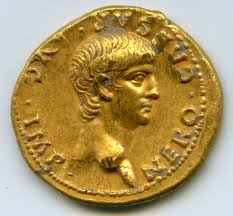 NERO · CAESAR · AVG · IMP